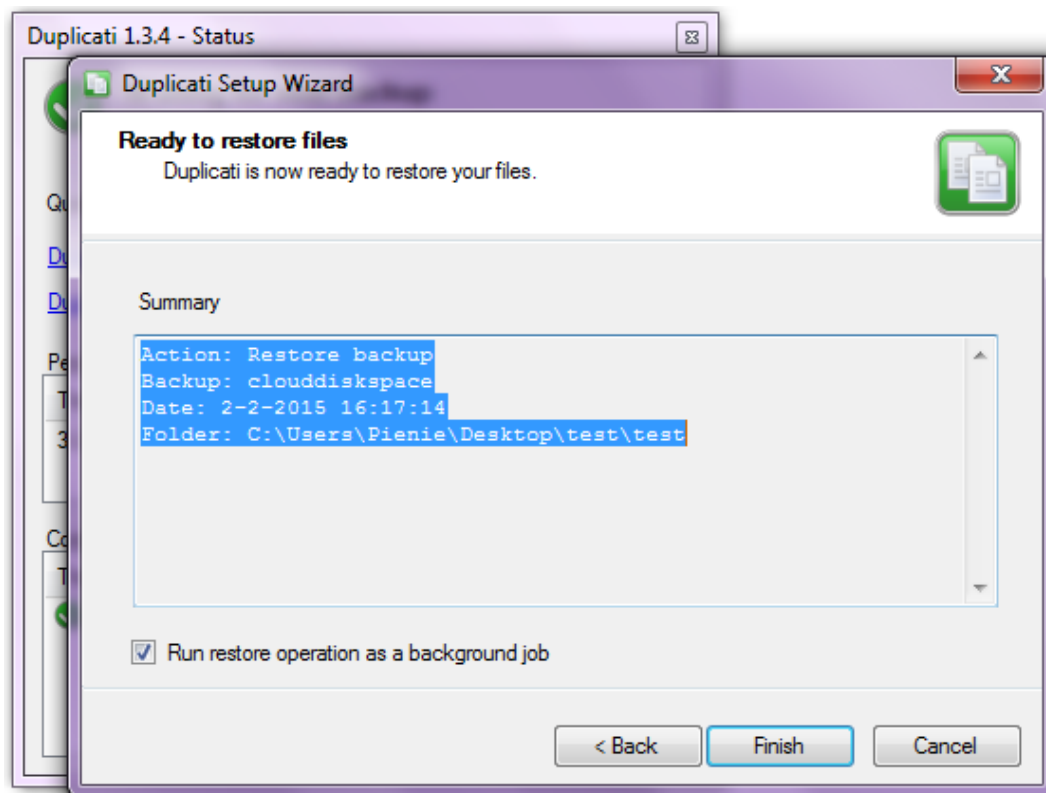 Duplicati 1.3.4 - Status
Duplicati Setup Wizard
Ready to restore files
Duplicati is now ready to restore your files.
Summary
Action: Restore backup
Backup: clouddiskspace
Date: 2-2-2015 16:17:14
Folder: C:\Users\Pienie\Desktop\test\test
Run restore operation as a background job
< Back
Finish
Cancel